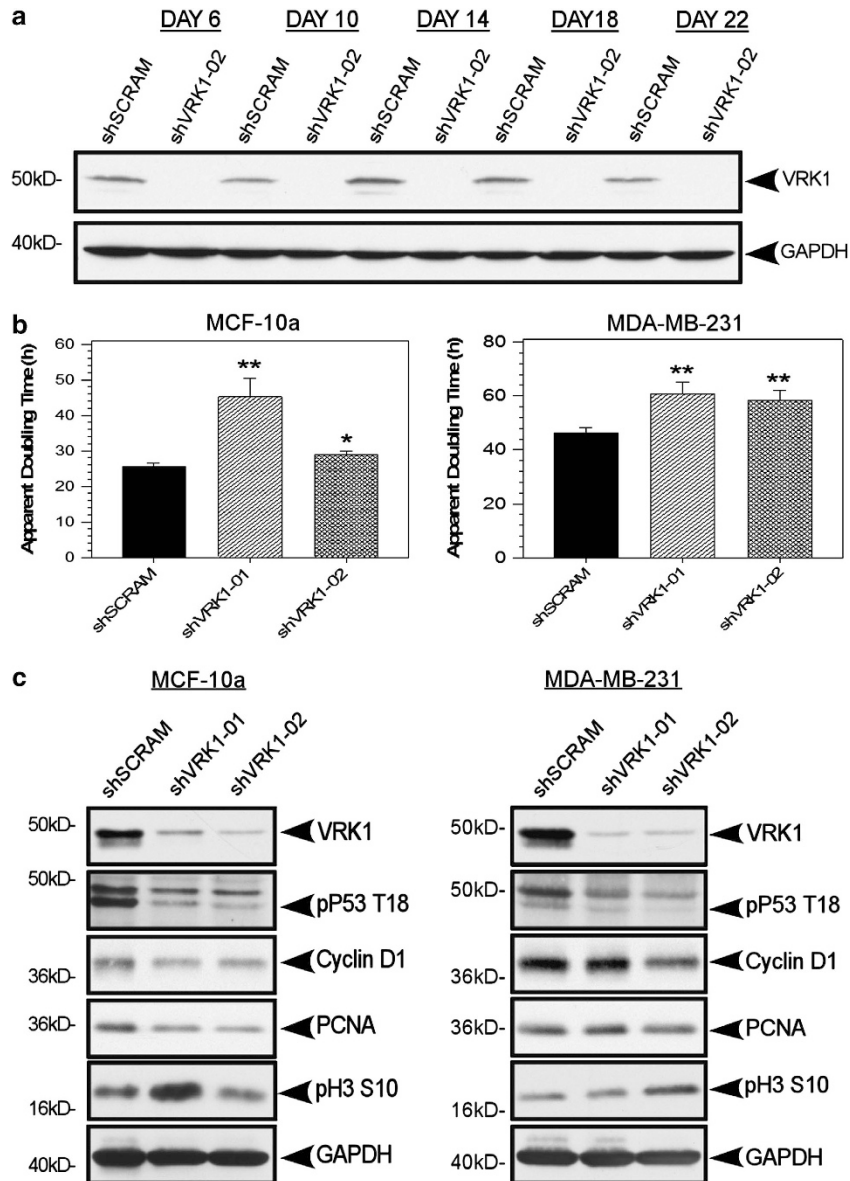 a
DAY 6 DAY 10 DAY 14 DAY18 DAY 22
shSCRAM shVRK1-02 shSCRAM shVRK1-02 shSCRAM shVRK1-02 shSCRAM shVRK1-02 shSCRAM shVRK1-02
50kD- VRK1
40kD- GAPDH
b
MCF-10a
Apparent Doubling Time (h)
60
50
40
30
20
10
0
** *
shSCRAM shVRK1-01 shVRK1-02
MDA-MB-231
Apparent Doubling Time (h)
80
60
40
20
0
** **
shSCRAM shVRK1-01 shVRK1-02
c
MCF-10a
shSCRAM shVRK1-01 shVRK1-02
50kD- VRK1
50kD- pP53 T18
36kD- Cyclin D1
36kD- PCNA
16kD- pH3 S10
40kD- GAPDH
MDA-MB-231
shSCRAM shVRK1-01 shVRK1-02
50kD- VRK1
50kD- pP53 T18
36kD- Cyclin D1
36kD- PCNA
16kD- pH3 S10
40kD- GAPDH